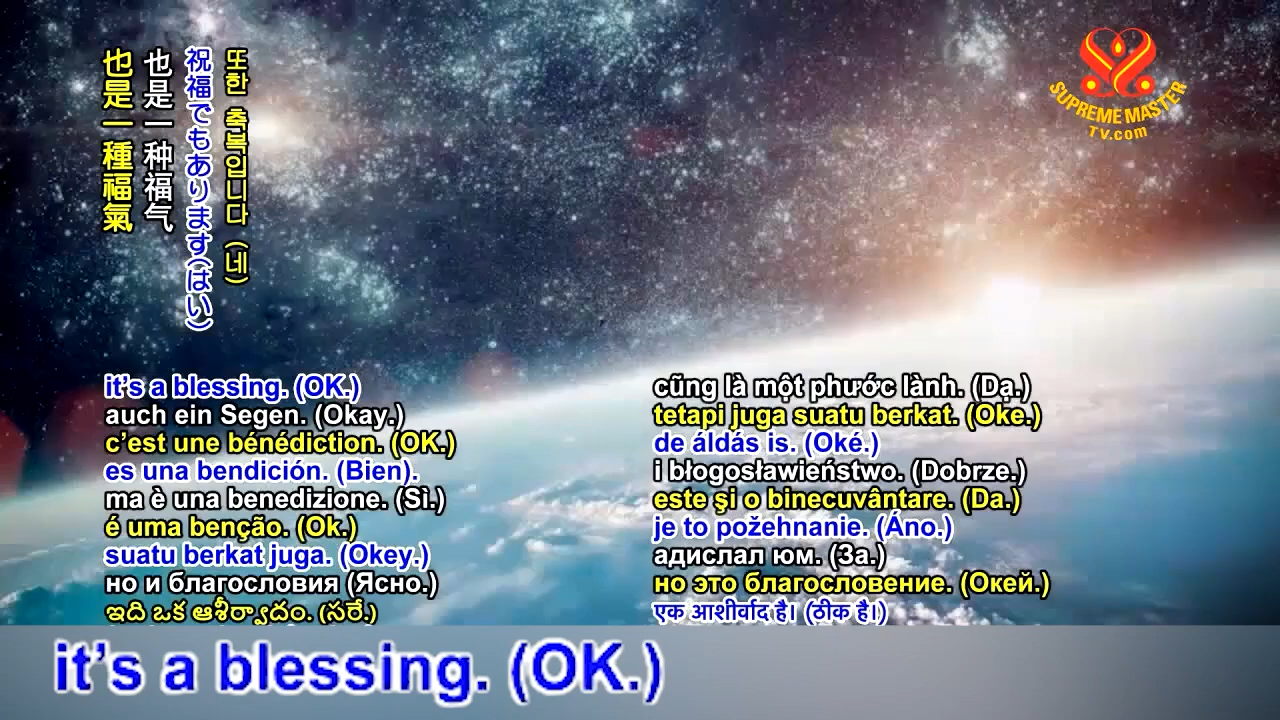 也是一種福氣
也是一种福气
祝福でもあります(はい)
또한 축복입니다 (네)
SUPREME MASTER
TV.com
it’s a blessing. (OK.)
auch ein Segen. (Okay.)
c’est une bénédiction. (OK.)
es una bendición. (Bien).
ma è una benedizione. (Sì.)
é uma benção. (Ok.)
suatu berkat juga. (Okey.)
но и благословия (Ясно.)
ఇది ఒక ఆశీర్వాదం. (సరే.)
cũng là một phước lành. (Dạ.)
tetapi juga suatu berkat. (Oke.)
de áldás is. (Oké.)
i błogosławieństwo. (Dobrze.)
este şi o binecuvântare. (Da.)
je to požehnanie. (Áno.)
адислал юм. (За.)
но это благословение. (Окей.)
एक आशीर्वाद है। (ठीक है।)
it’s a blessing. (OK.)